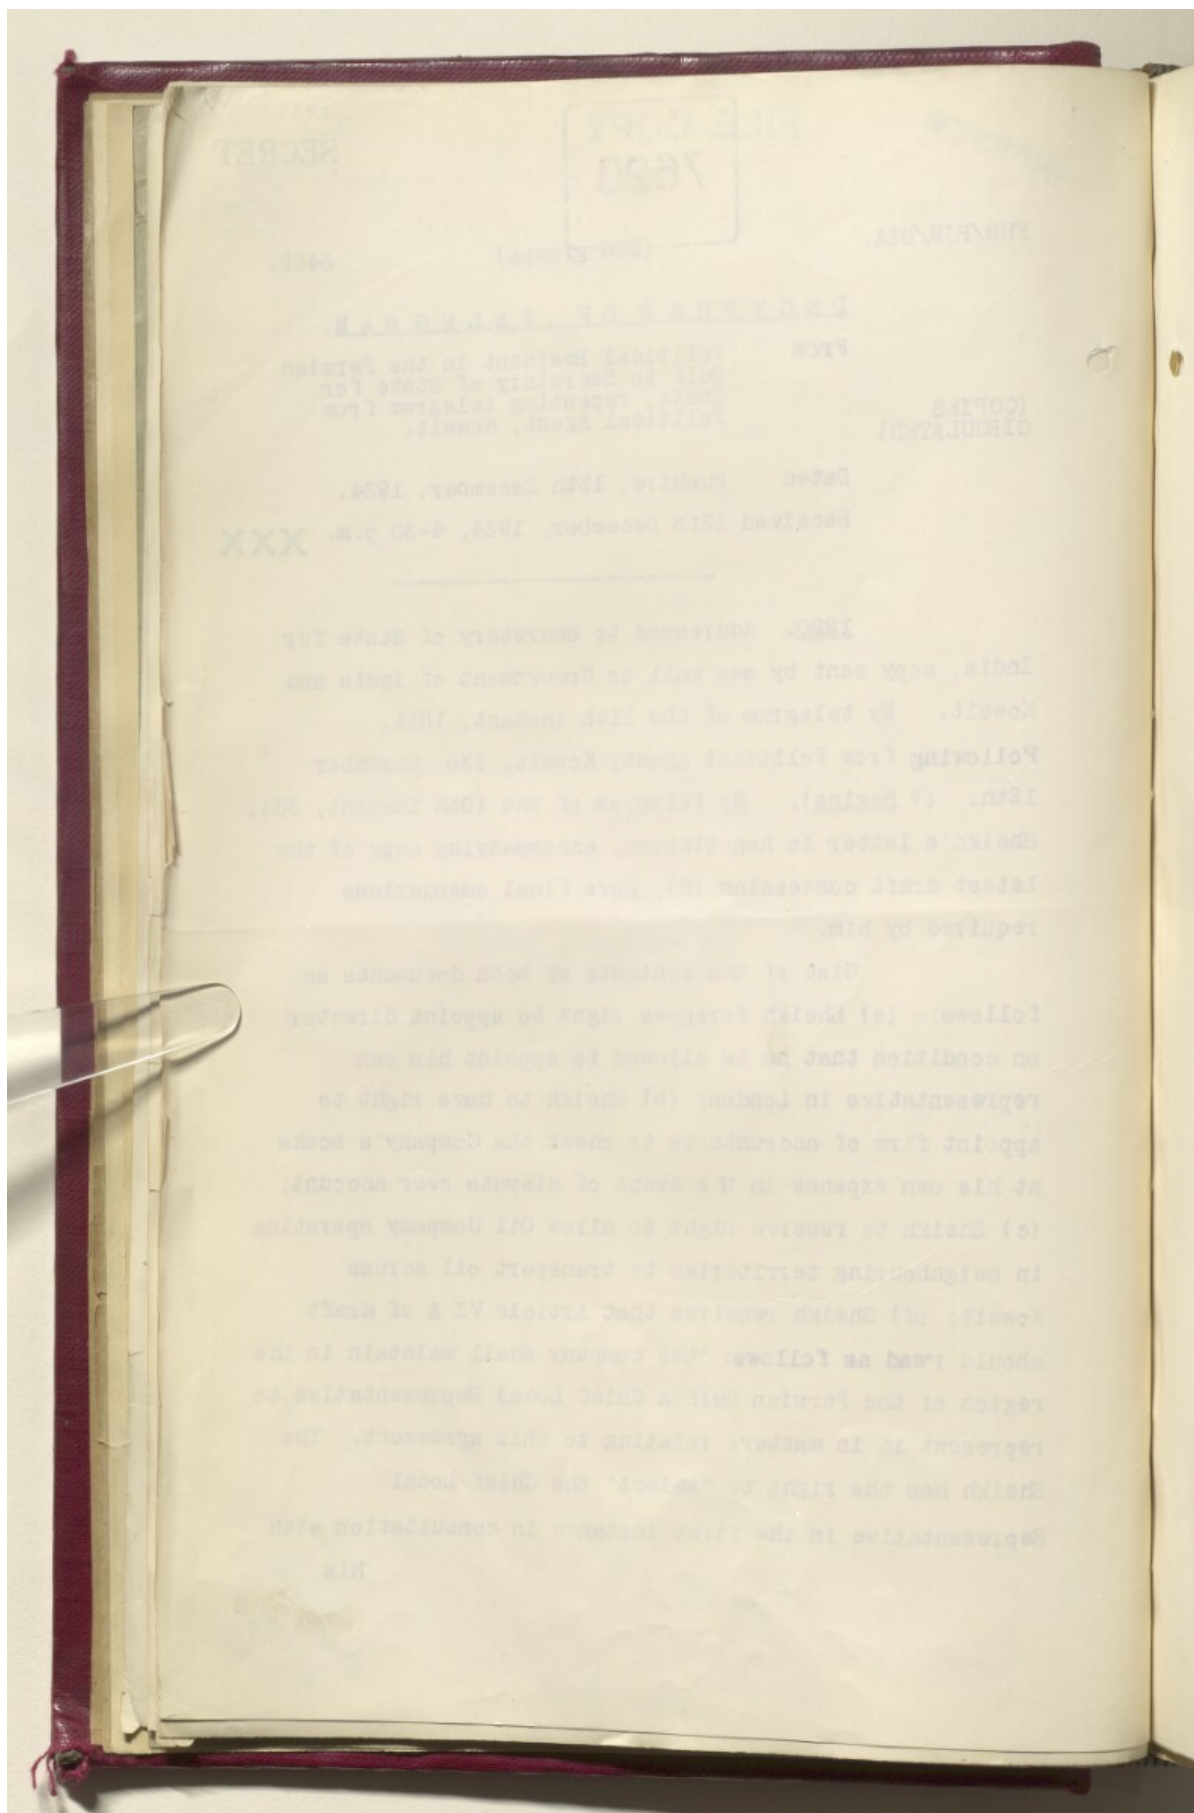 FILE COPY
7620
SECRET
FHB/PJB/DIA.
(206 groups) 6455.
DECYPHER OF TELEGRAM
From Political Resident in the Persian
Gulf to Secretary of State for
India, repeating telegram from
Political Agent, Koweit.
(COPIES
CIRCULATED)
Dated Bushire, 13th December, 1934.
Received 13th December, 1934, 4-30 p.m.
XXX
Addressed to Secretary of State for
India, copy sent by sea mail to Government of India and
Koweit. My telegram of the 11th instant,
Following from Political Agent, Koweit, December
12th. (? Begins). My telegram of the 10th instant, 334.
Sheikh's letter to negotiators, accompanying copy of the
latest draft concession final
required by him.
Gist of the contents of both documents as
follows:- (a) Sheikh foregoes right to appoint director
on condition that he is allowed to appoint his own
representative in London; (b) Sheikh to have right to
appoint firm of accountants to check the Company's books
at his own expense in the event of dispute over account;
(c) Sheikh to reserve right to allow Oil Company operating
in neighbouring territories to transport oil across
Koweit; (d) Sheikh requires that Article VI A of draft
should read as follows: "the company shall maintain in the
region of the Persian Gulf a Chief Local Representative to
represent it in matters relating to this agreement. The
Sheikh has the right to "select" the Chief Local
Representative in the first instance in consultation with
His